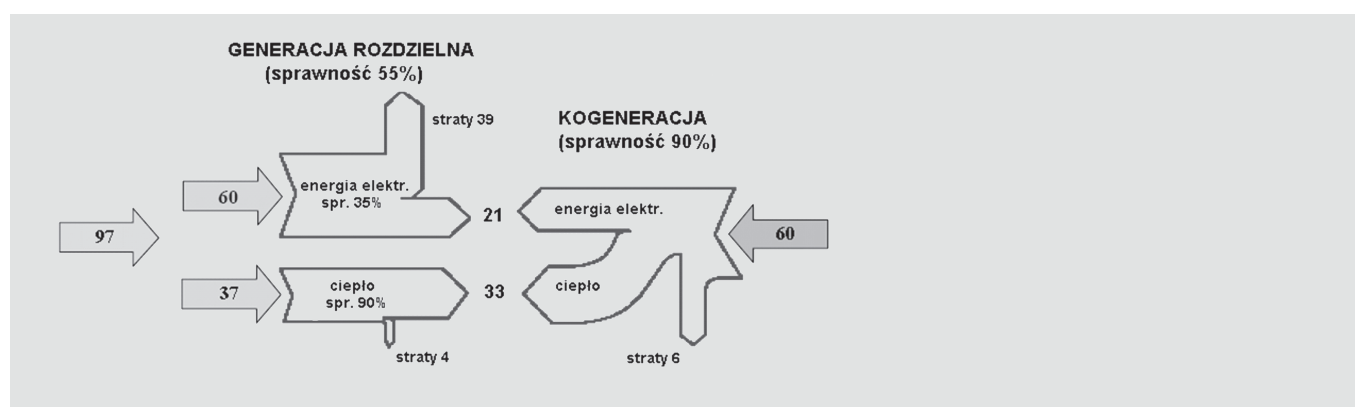 GENERACJA ROZDZIELNA
(sprawność 55%)
straty 39
KOGENERACJA
(sprawność 90%)
60
energia elektr.
spr. 35%
21
energia elektr.
60
97
37
ciepło
spr. 90%
33
ciepło
straty 4
straty 6